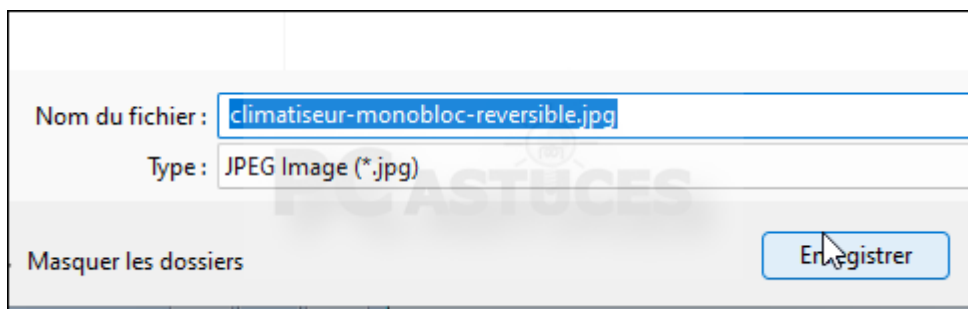 Nom du fichier : climatiseur-monobloc-reversible.jpg
Type : JPEG Image (*.jpg)
PC ASTUCES
Masquer les dossiers
Enregistrer